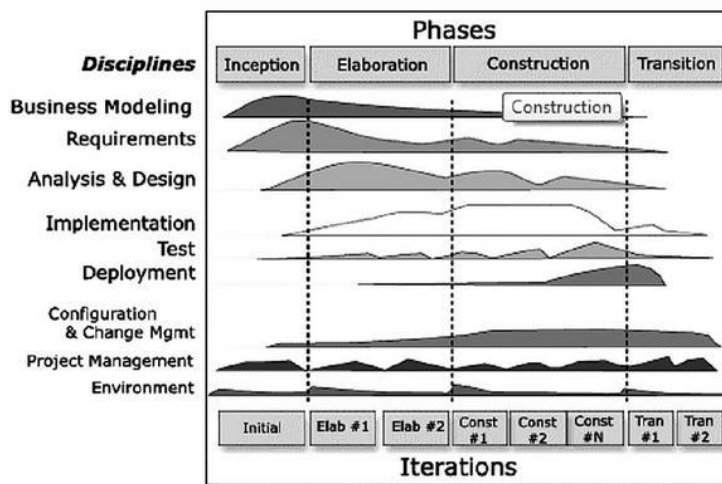 Phases
Disciplines
Inception
Elaboration
Construction
Transition
Business Modeling
Construction
Requirements
Analysis & Design
Implementation
Test
Deployment
Configuration
& Change Mgmt
Project Management
Environment
Initial
Elab #1
Elab #2
Const
#1
Const
#2
Const
#N
Tran
#1
Tran
#2
Iterations